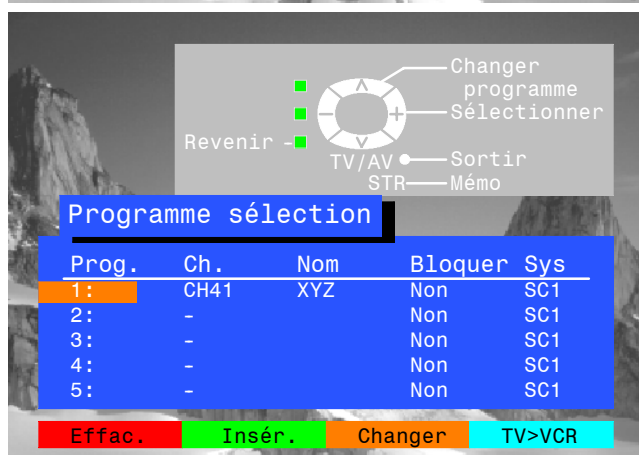 Changer
programme
Sélectionner
Revenir -
TV/AV
Sortir
STR
Mémo
Programme sélection
Prog. Ch. Nom Bloquer Sys
1: CH41 XYZ Non SC1
2: - Non SC1
3: - Non SC1
4: - Non SC1
5: - Non SC1
Effac. Insér. Changer TV>VCR